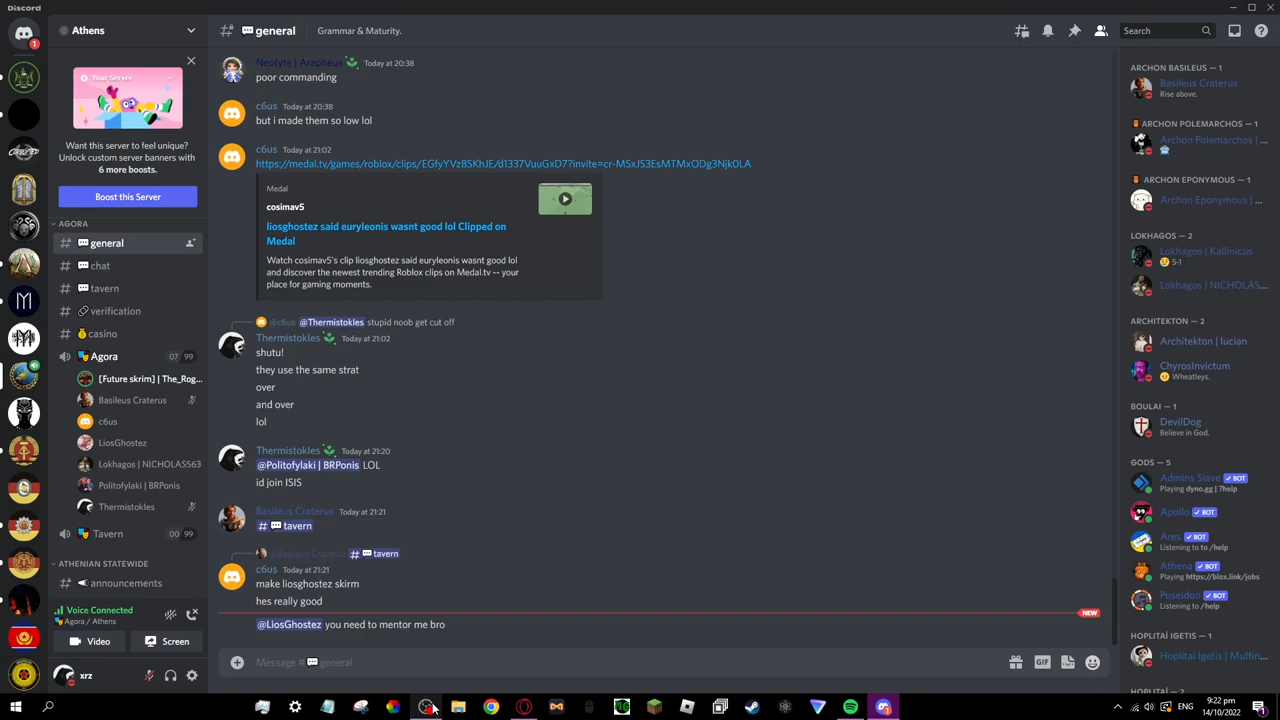 Discord
Athens
general
Grammar & Maturity.
Search
Your Server
Want this server to feel unique?
Unlock custom server banners with
6 more boosts.
Boost this Server
AGORA
general
chat
tavern
verification
casino
Agora
07 99
[Future skrim] | The_Rog...
Basileus Craterus
c6us
LiosGhostez
Lokhagos | NICHOLAS563
Politofylaki | BRPonis
Thermistokles
Tavern
00 99
ATHENIAN STATEWIDE
announcements
Voice Connected
Agora / Athens
Video
Screen
xrz
Neofyte | Arapheus Today at 20:38
poor commanding
c6us Today at 20:38
but i made them so low lol
c6us Today at 21:02
https://medal.tv/games/roblox/clips/EGfyYVzBSKhJE/d1337VuuGxD7?invite=cr-MSxJS3EsMTMxODg3Njk0LA
Medal
cosimav5
liosghostez said euryleonis wasnt good lol Clipped on
Medal
Watch cosimav5's clip liosghostez said euryleonis wasnt good lol
and discover the newest trending Roblox clips on Medal.tv -- your
place for gaming moments.
@c6us @Thermistokles stupid noob get cut off
Thermistokles Today at 21:02
shutu!
they use the same strat
over
and over
lol
Thermistokles Today at 21:20
@Politofylaki | BRPonis LOL
id join ISIS
Basileus Craterus Today at 21:21
# tavern
@Basileus Craterus # tavern
c6us Today at 21:21
make liosghostez skirm
hes really good
NEW
@LiosGhostez you need to mentor me bro
Message # general
GIF
ARCHON BASILEUS — 1
Basileus Craterus
Rise above.
ARCHON POLEMARCHOS — 1
Archon Polemarchos | ...
ARCHON EPONYMOUS — 1
Archon Eponymous | ...
LOKHAGOS — 2
Lokhagos | Kallinicus
5-1
Lokhagos | NICHOLAS...
ARCHITEKTON — 2
Architekton | lucian
ChyrosInvictum
Wheatleys.
BOULAI — 1
DevilDog
Believe in God.
GODS — 5
Admins Slave BOT
Playing dyno.gg | ?help
Apollo BOT
Ares BOT
Listening to to /help
Athena BOT
Playing https://blox.link/jobs
Poseidon BOT
Listening to /help
HOPLITAÍ IGETIS — 1
Hoplitaí Igetis | Muffin...
ENG
9:22 pm
14/10/2022